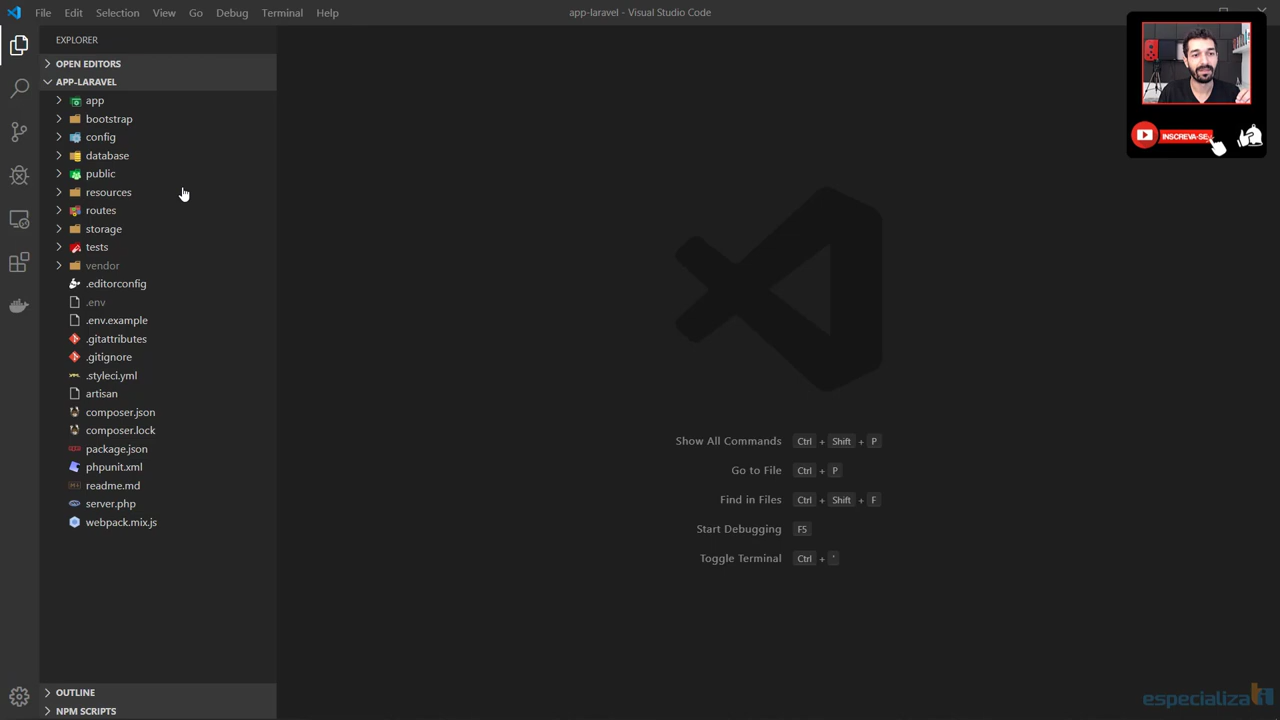 File Edit Selection View Go Debug Terminal Help
app-laravel - Visual Studio Code
EXPLORER
OPEN EDITORS
APP-LARAVEL
app
bootstrap
config
database
public
resources
routes
storage
tests
vendor
.editorconfig
.env
.env.example
.gitattributes
.gitignore
.styleci.yml
artisan
composer.json
composer.lock
package.json
phpunit.xml
readme.md
server.php
webpack.mix.js
OUTLINE
NPM SCRIPTS
Show All Commands Ctrl + Shift + P
Go to File Ctrl + P
Find in Files Ctrl + Shift + F
Start Debugging F5
Toggle Terminal Ctrl + '
INSCREVA-SE
especializati